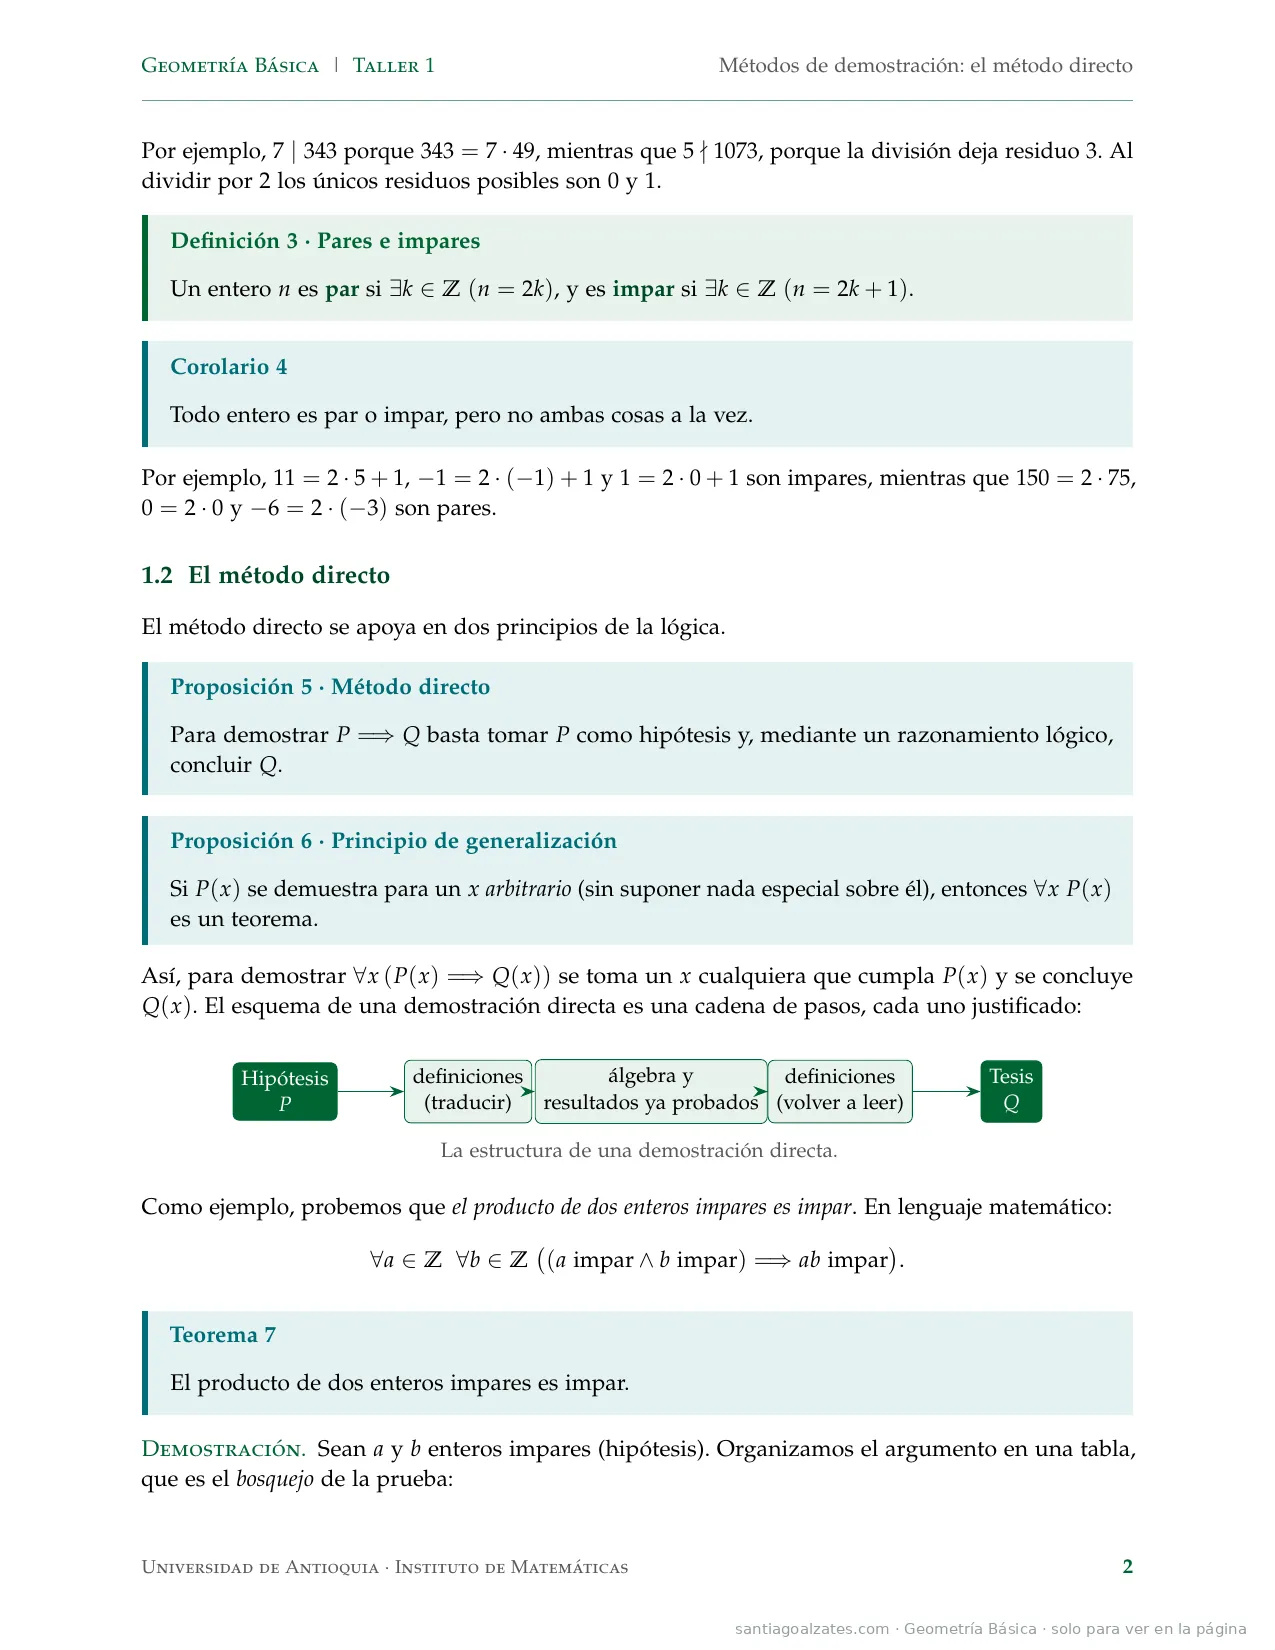 Geometría Básica | Taller 1
Métodos de demostración: el método directo
Por ejemplo, 7 | 343 porque 343 = 7 · 49, mientras que 5 ∤ 1073, porque la división deja residuo 3. Al
dividir por 2 los únicos residuos posibles son 0 y 1.
Definición 3 · Pares e impares
Un entero n es par si ∃k ∈ ℤ (n = 2k), y es impar si ∃k ∈ ℤ (n = 2k + 1).
Corolario 4
Todo entero es par o impar, pero no ambas cosas a la vez.
Por ejemplo, 11 = 2 · 5 + 1, −1 = 2 · (−1) + 1 y 1 = 2 · 0 + 1 son impares, mientras que 150 = 2 · 75,
0 = 2 · 0 y −6 = 2 · (−3) son pares.
1.2 El método directo
El método directo se apoya en dos principios de la lógica.
Proposición 5 · Método directo
Para demostrar P ⟹ Q basta tomar P como hipótesis y, mediante un razonamiento lógico,
concluir Q.
Proposición 6 · Principio de generalización
Si P(x) se demuestra para un x arbitrario (sin suponer nada especial sobre él), entonces ∀x P(x)
es un teorema.
Así, para demostrar ∀x (P(x) ⟹ Q(x)) se toma un x cualquiera que cumpla P(x) y se concluye
Q(x). El esquema de una demostración directa es una cadena de pasos, cada uno justificado:
Hipótesis
P
definiciones
(traducir)
álgebra y
resultados ya probados
definiciones
(volver a leer)
Tesis
Q
La estructura de una demostración directa.
Como ejemplo, probemos que el producto de dos enteros impares es impar. En lenguaje matemático:
∀a ∈ ℤ ∀b ∈ ℤ ((a impar ∧ b impar) ⟹ ab impar).
Teorema 7
El producto de dos enteros impares es impar.
Demostración. Sean a y b enteros impares (hipótesis). Organizamos el argumento en una tabla,
que es el bosquejo de la prueba:
Universidad de Antioquia · Instituto de Matemáticas
2
santiagoalzates.com · Geometría Básica · solo para ver en la página